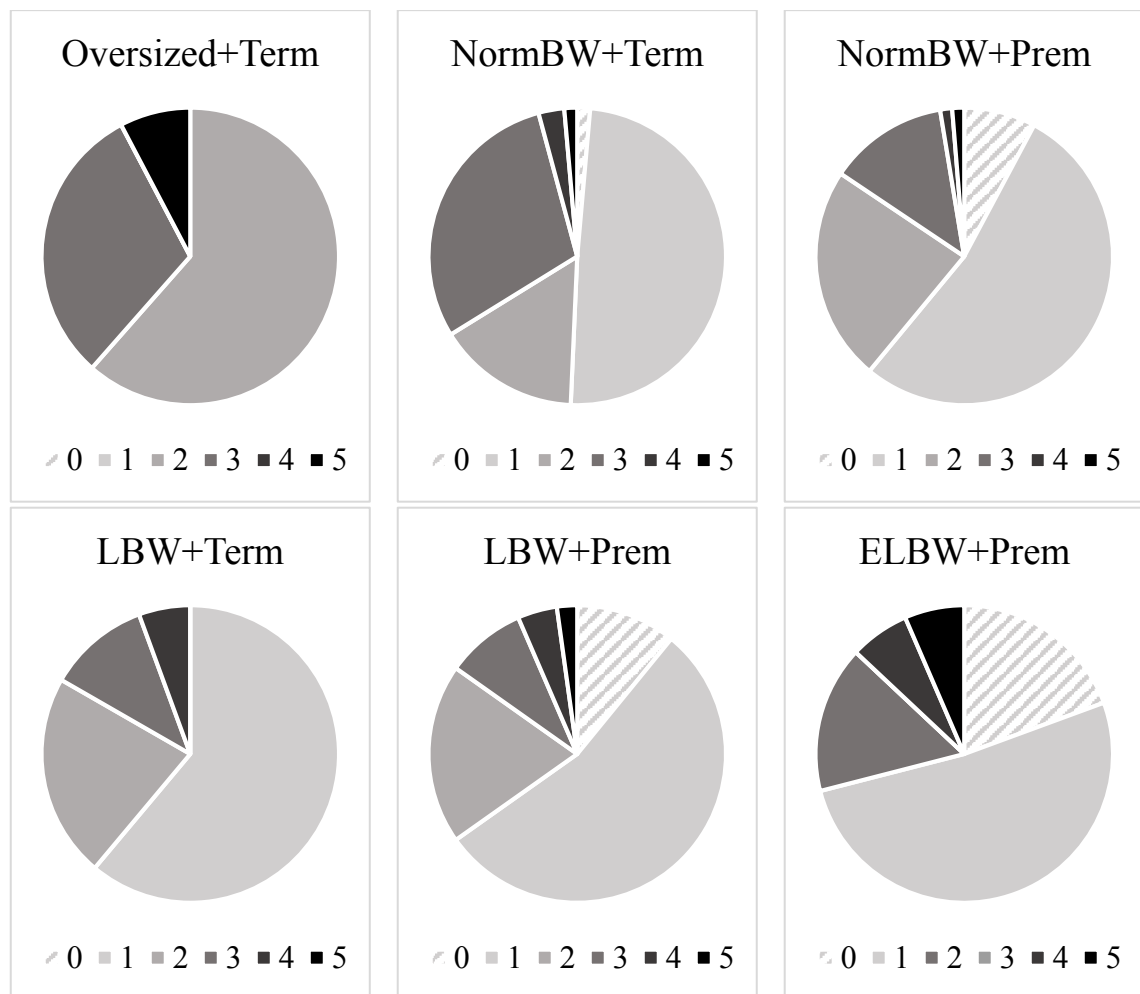 Oversized+Term
NormBW+Term
NormBW+Prem
0 1 2 3 4 5
0 1 2 3 4 5
0 1 2 3 4 5
LBW+Term
LBW+Prem
ELBW+Prem
0 1 2 3 4 5
0 1 2 3 4 5
0 1 2 3 4 5